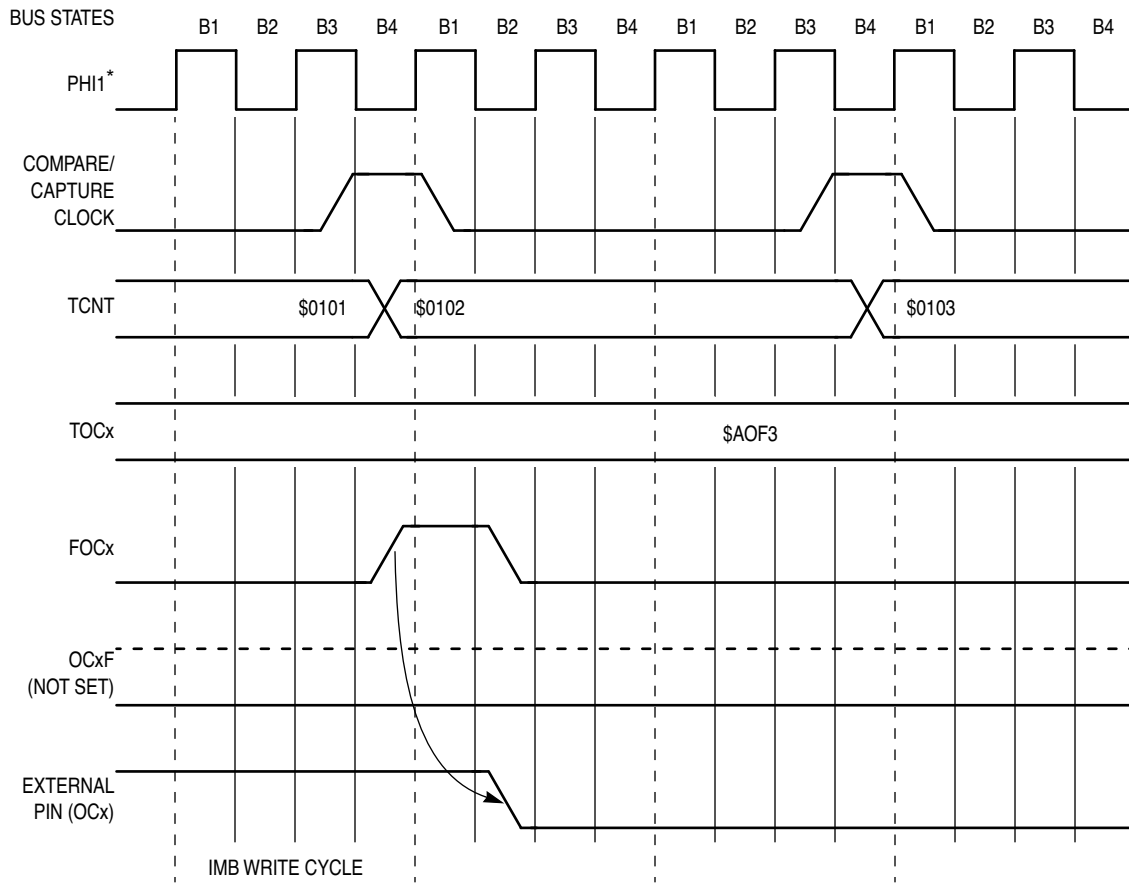 BUS STATES
B1 B2 B3 B4 B1 B2 B3 B4 B1 B2 B3 B4 B1 B2 B3 B4
PHI1*
COMPARE/
CAPTURE
CLOCK
TCNT
$0101
$0102
$0103
TOCx
$AOF3
FOCx
OCxF
(NOT SET)
EXTERNAL
PIN (OCx)
IMB WRITE CYCLE